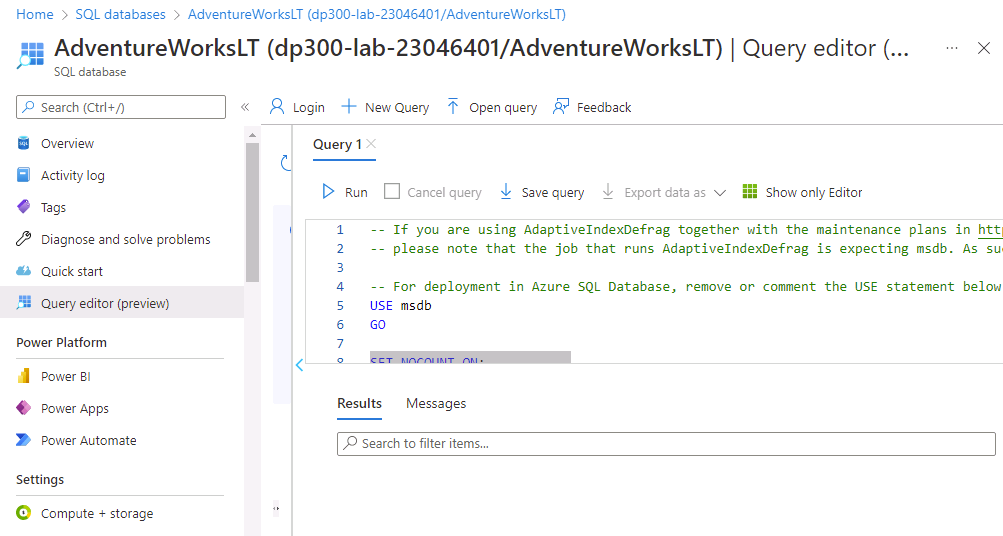 Home > SQL databases > AdventureWorksLT (dp300-lab-23046401/AdventureWorksLT)
AdventureWorksLT (dp300-lab-23046401/AdventureWorksLT) | Query editor (...
SQL database
Search (Ctrl+/)
Overview
Activity log
Tags
Diagnose and solve problems
Quick start
Query editor (preview)
Power Platform
Power BI
Power Apps
Power Automate
Settings
Compute + storage
Login
New Query
Open query
Feedback
Query 1
Run
Cancel query
Save query
Export data as
Show only Editor
1 -- If you are using AdaptiveIndexDefrag together with the maintenance plans in
2 -- please note that the job that runs AdaptiveIndexDefrag is expecting msdb. As
3
4 -- For deployment in Azure SQL Database, remove or comment the USE statement below
5 USE msdb
6 GO
7
8 SET NOCOUNT ON;
Results
Messages
Search to filter items...